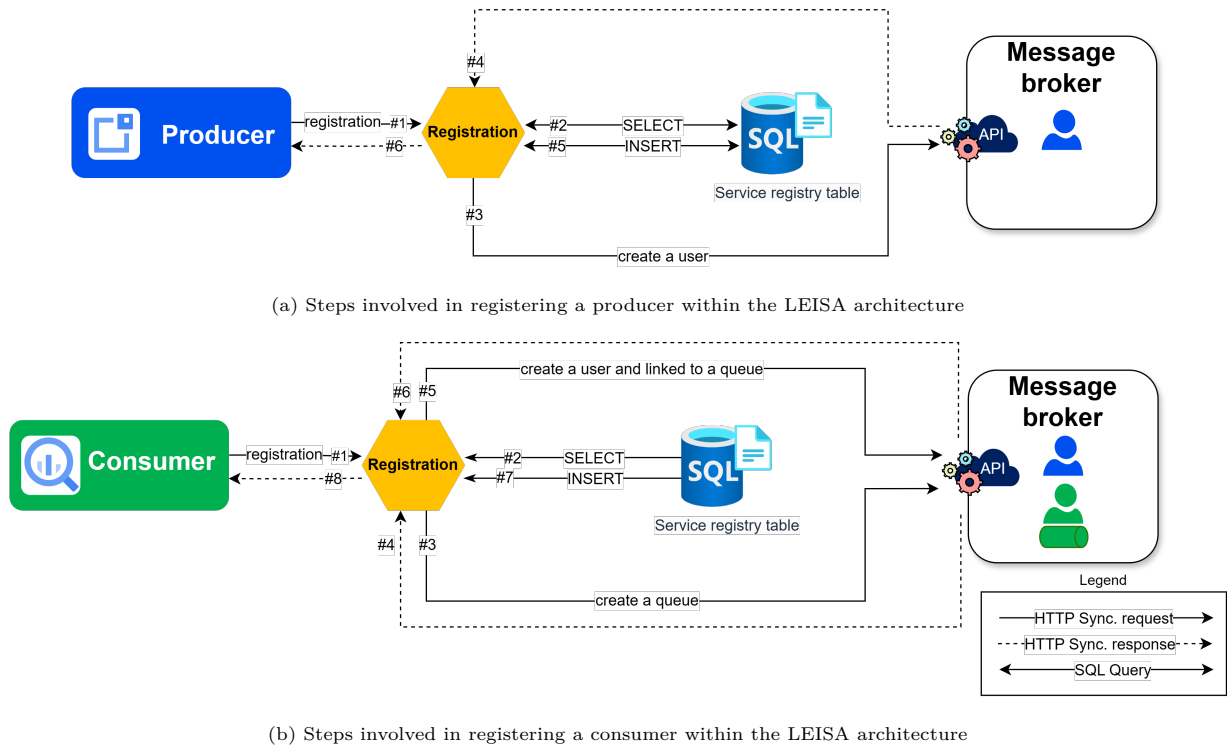 #4
Message
broker
Producer
registration
#1
#6
Registration
#2
SELECT
#5
INSERT
SQL
API
Service registry table
#3
create a user
(a) Steps involved in registering a producer within the LEISA architecture
create a user and linked to a queue
#6
#5
Message
broker
Consumer
registration
#1
#8
Registration
#2
SELECT
#7
INSERT
SQL
API
Service registry table
#4
#3
create a queue
Legend
HTTP Sync. request
HTTP Sync. response
SQL Query
(b) Steps involved in registering a consumer within the LEISA architecture